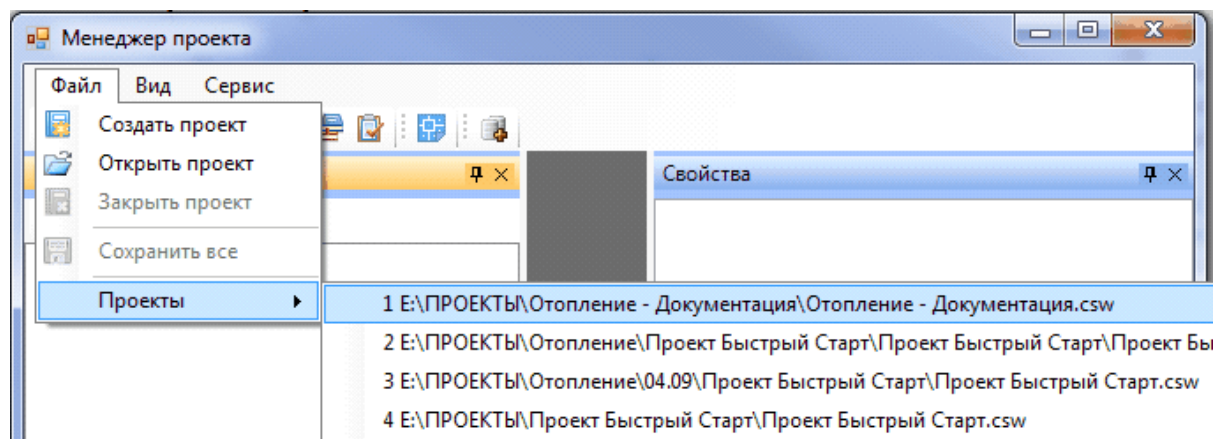 Менеджер проекта
Файл Вид Сервис
Создать проект
Открыть проект
Свойства
Закрыть проект
Сохранить все
Проекты
1 E:\ПРОЕКТЫ\Отопление - Документация\Отопление - Документация.csw
2 E:\ПРОЕКТЫ\Отопление\Проект Быстрый Старт\Проект Быстрый Старт\Проект Бы
3 E:\ПРОЕКТЫ\Отопление\04.09\Проект Быстрый Старт\Проект Быстрый Старт.csw
4 E:\ПРОЕКТЫ\Проект Быстрый Старт\Проект Быстрый Старт.csw